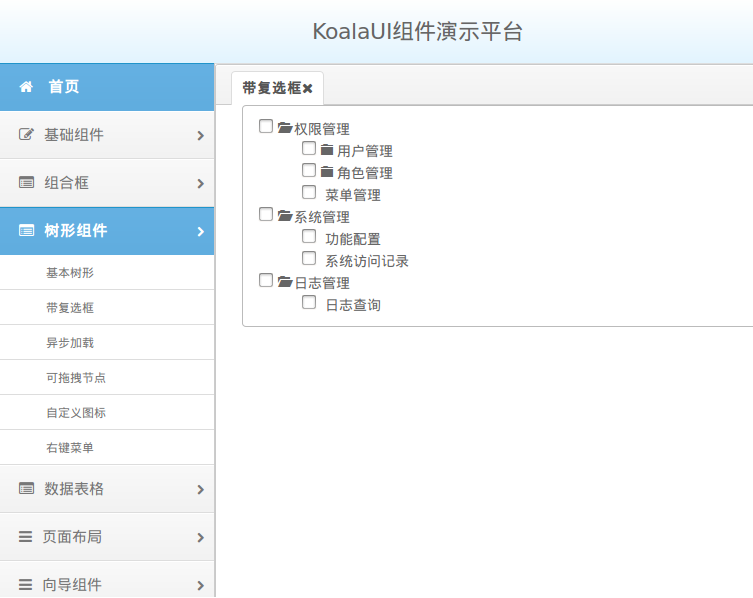 KoalaUI组件演示平台
首页
基础组件
组合框
树形组件
基本树形
带复选框
异步加载
可拖拽节点
自定义图标
右键菜单
数据表格
页面布局
向导组件
带复选框
权限管理
用户管理
角色管理
菜单管理
系统管理
功能配置
系统访问记录
日志管理
日志查询